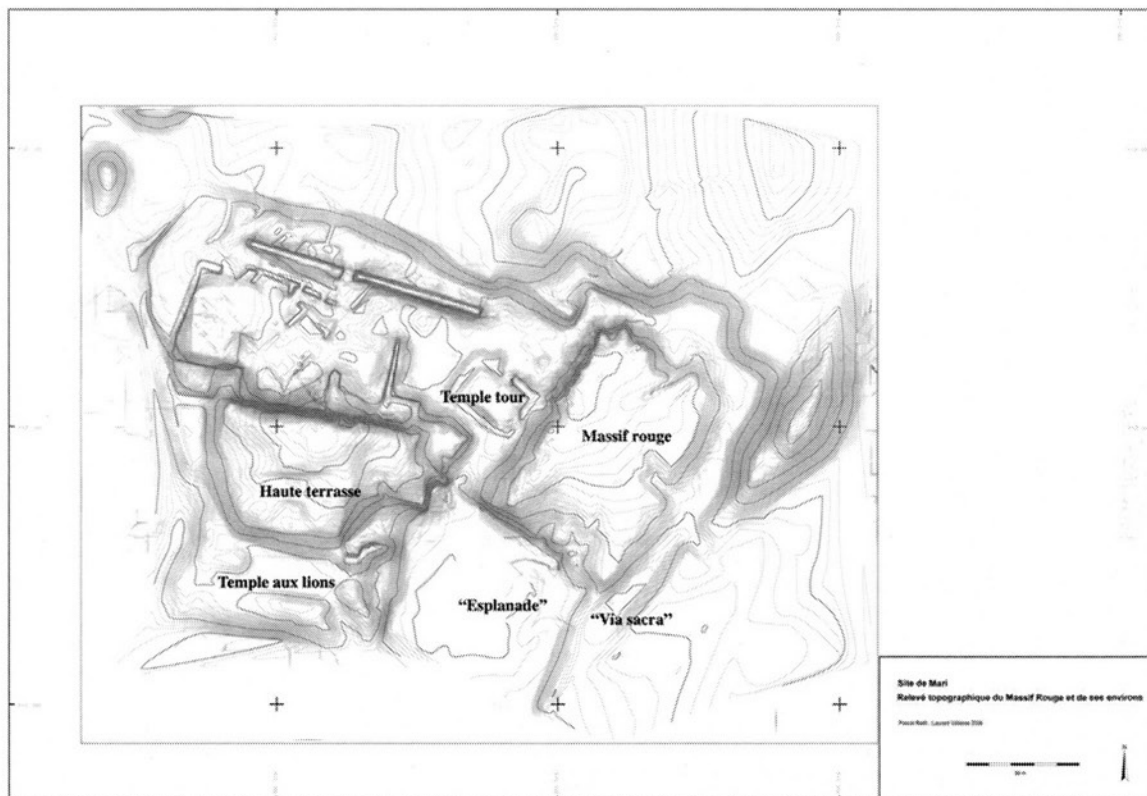 Temple tour
Massif rouge
Haute terrasse
Temple aux lions
“Esplanade”
“Via sacra”
Site de Mari
Relevé topographique du Massif Rouge et de ses environs
N